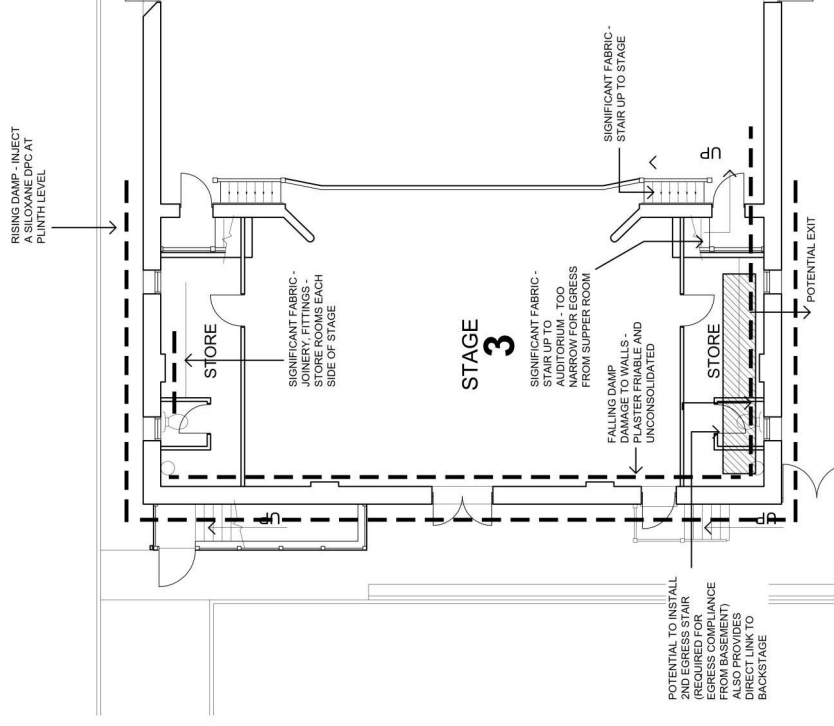 RISING DAMP - INJECT
A SILOXANE DPC AT
PLINTH LEVEL
SIGNIFICANT FABRIC -
STAIR UP TO STAGE
UP
STORE
SIGNIFICANT FABRIC -
JOINERY, FITTINGS -
STORE ROOMS EACH
SIDE OF STAGE
STAGE
3
SIGNIFICANT FABRIC -
STAIR UP TO
AUDITORIUM - TOO
NARROW FOR EGRESS
FROM SUPPER ROOM
STORE
POTENTIAL EXIT
FALLING DAMP
DAMAGE TO WALLS -
PLASTER FRIABLE AND
UNCONSOLIDATED
UP
UP
POTENTIAL TO INSTALL
2ND EGRESS STAIR
(REQUIRED FOR
EGRESS COMPLIANCE
FROM BASEMENT)
ALSO PROVIDES
DIRECT LINK TO
BACKSTAGE